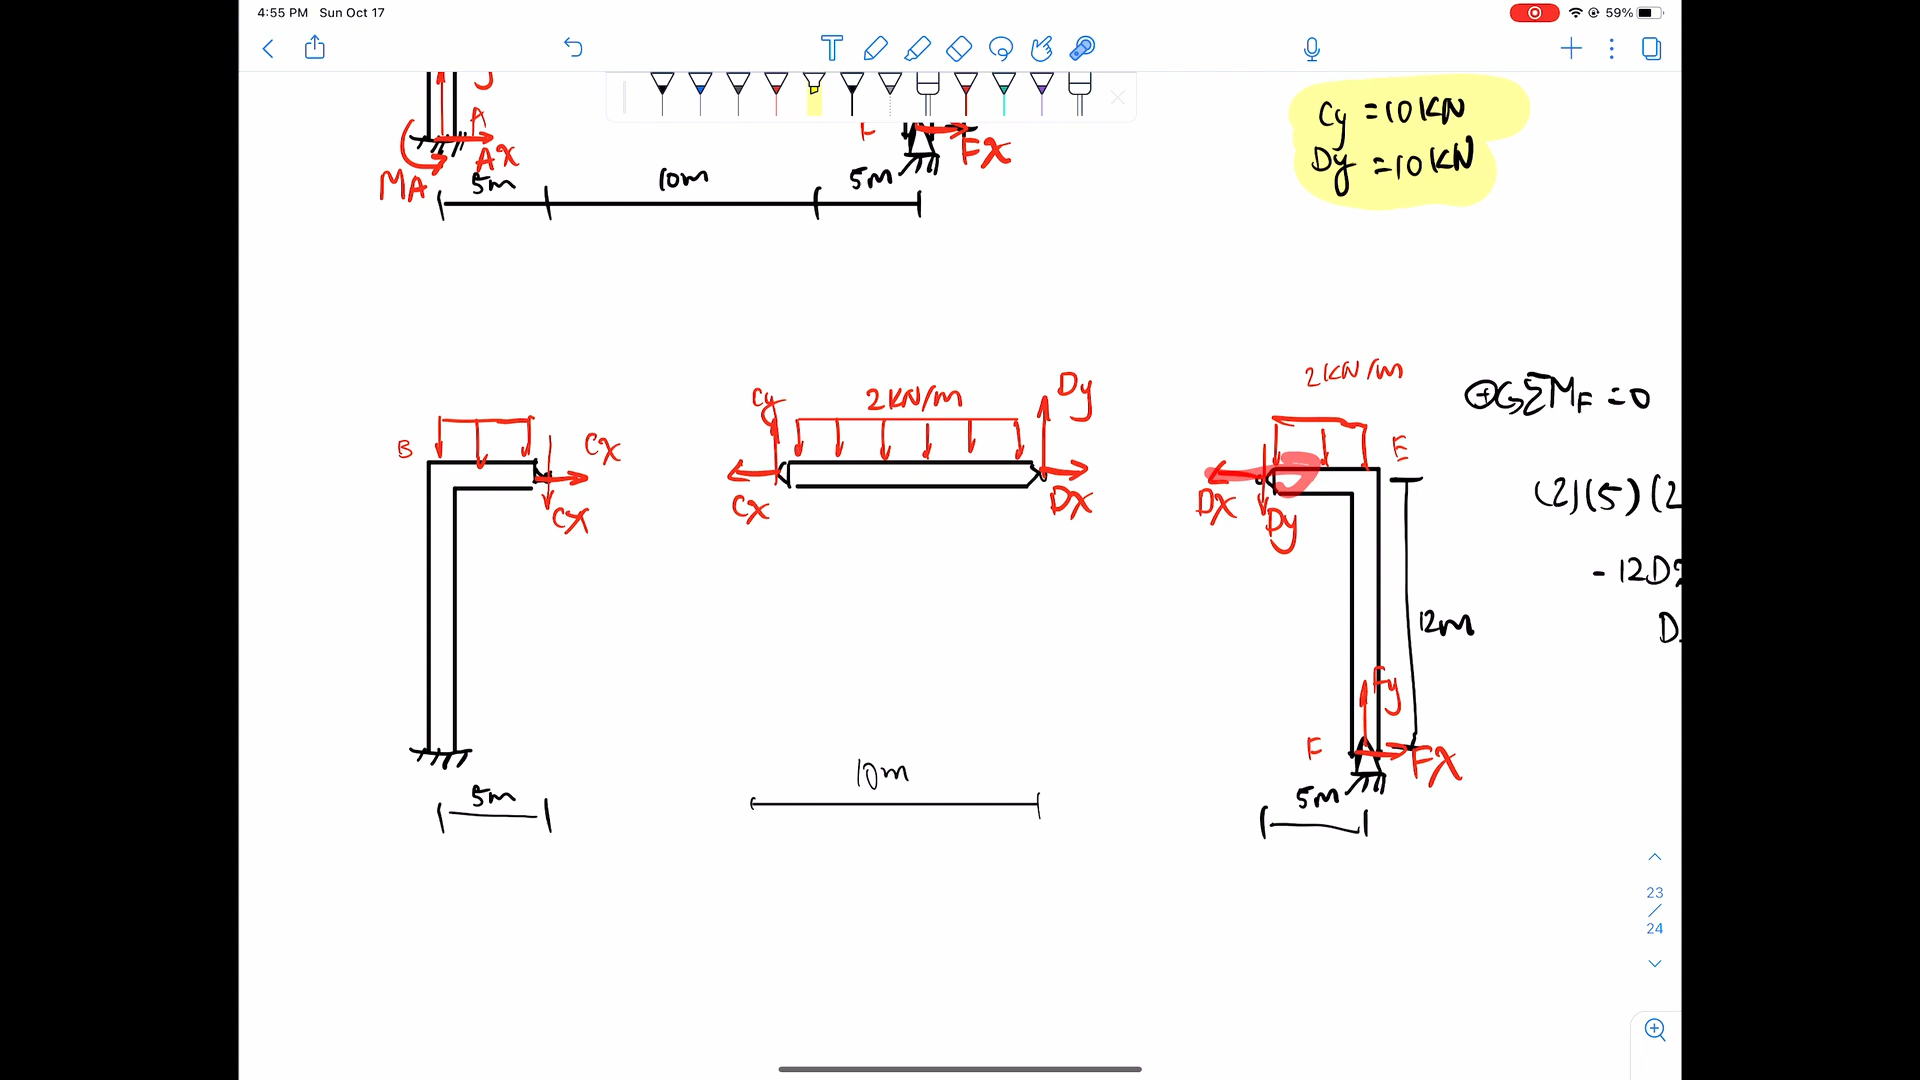 4:55 PM Sun Oct 17
59%
T
A
Ax
MA
5m
10m
5m
F
Fx
Cy = 10 KN
Dy = 10 KN
B
Cx
Cx
Cy
2 KN/m
Dy
Cx
Dx
2 KN/m
E
Dx
Dy
12m
Fy
F
Fx
5m
10m
5m
+ ΣMF = 0
(2)(5)(2
- 12D
D
23
/
24